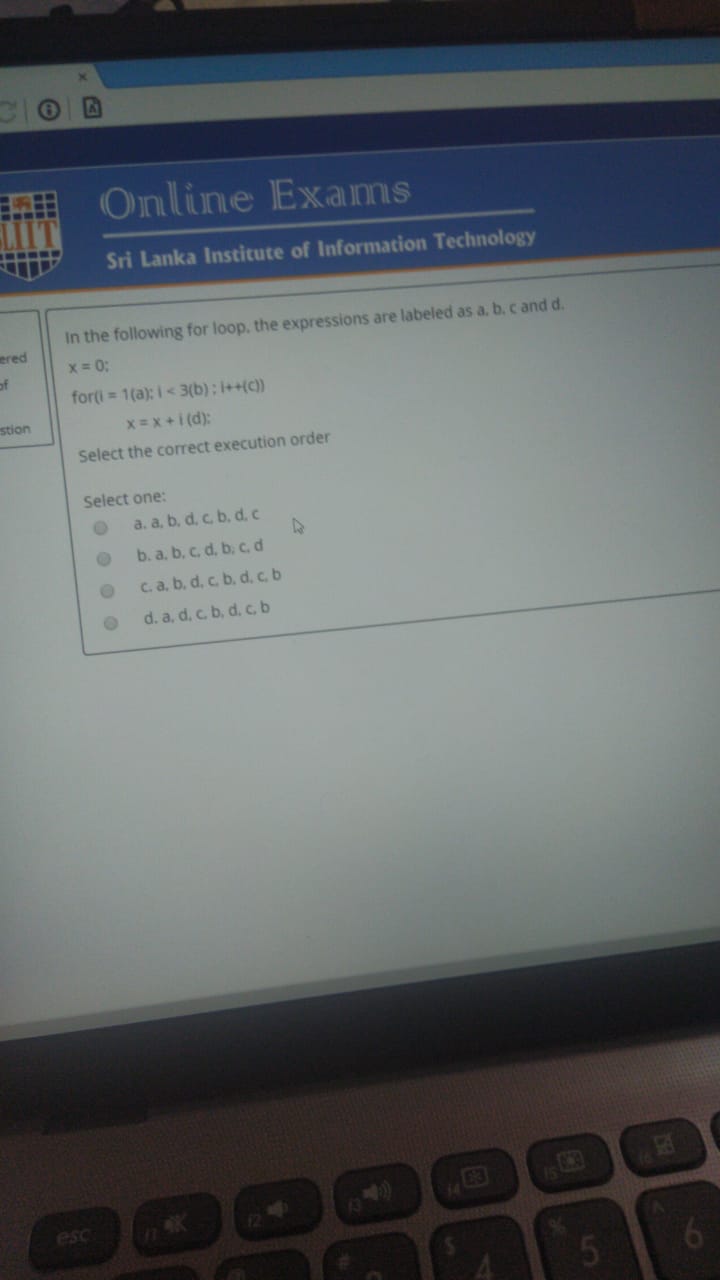 ×
Online Exams
LIIT
Sri Lanka Institute of Information Technology
ered
of
stion
In the following for loop, the expressions are labeled as a, b, c and d.
x = 0;
for(i = 1(a); i < 3(b) ; i++(c))
x = x + i (d);
Select the correct execution order
Select one:
a. a, b, d, c, b, d, c
b. a, b, c, d, b, c, d
c. a, b, d, c, b, d, c, b
d. a, d, c, b, d, c, b
esc f1 f2 f3 f4 f5 f6
# $ 4 % 5 ^ 6